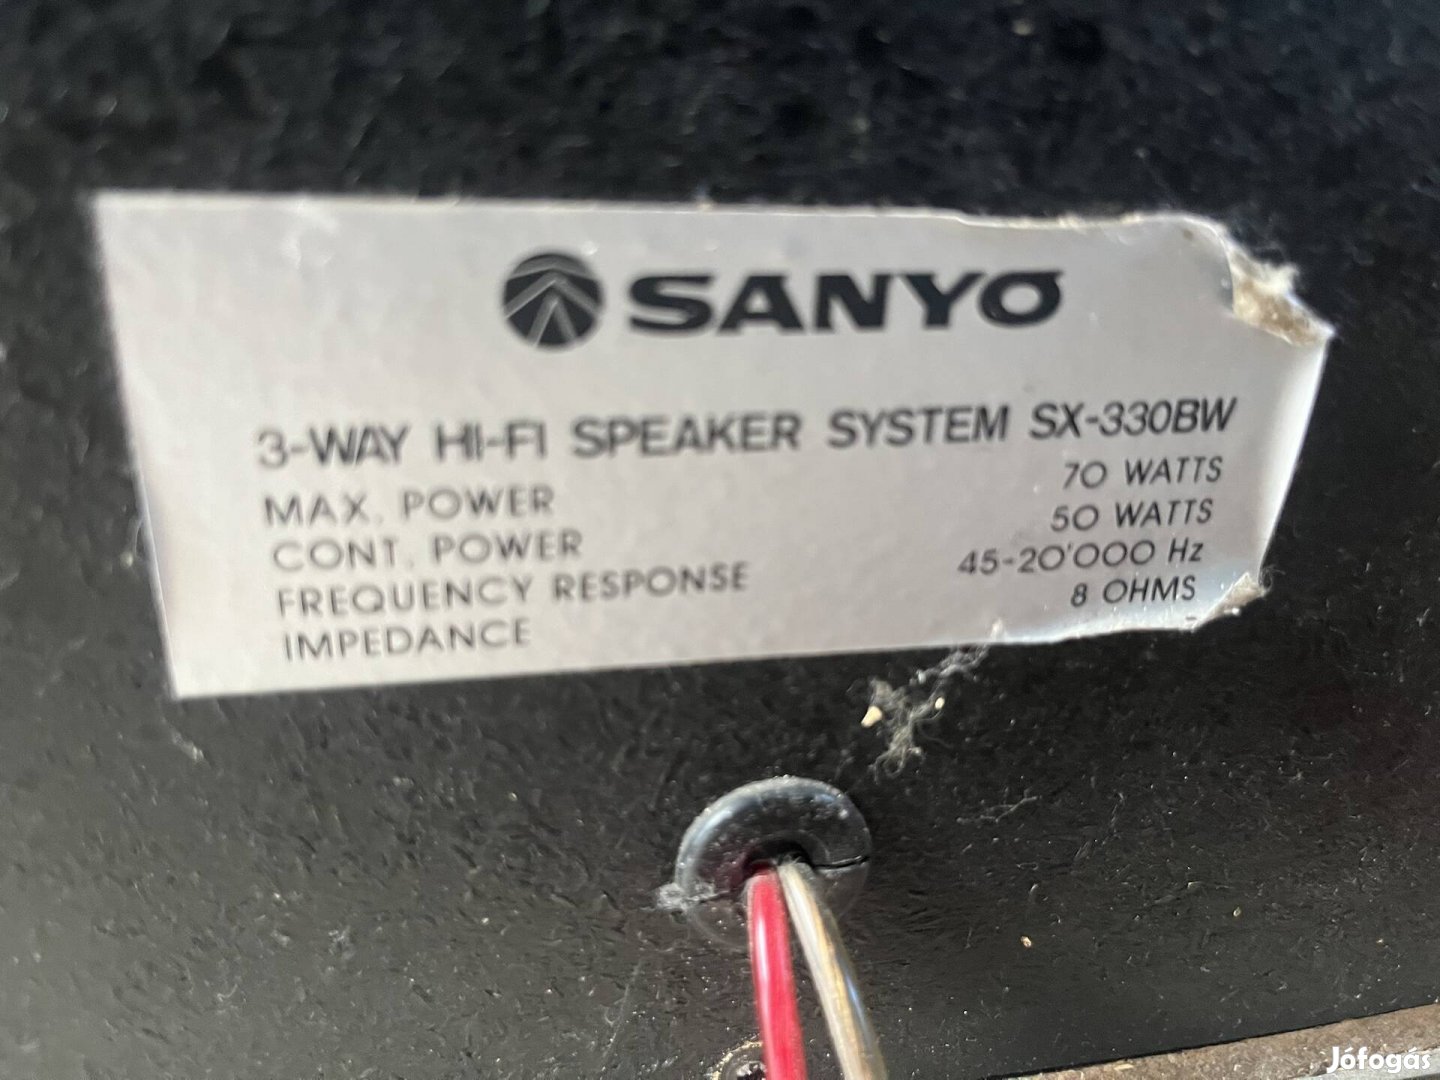 SANYO
3-WAY HI-FI SPEAKER SYSTEM SX-330BW
MAX. POWER 70 WATTS
CONT. POWER 50 WATTS
FREQUENCY RESPONSE 45-20'000 Hz
IMPEDANCE 8 OHMS
Jófogás